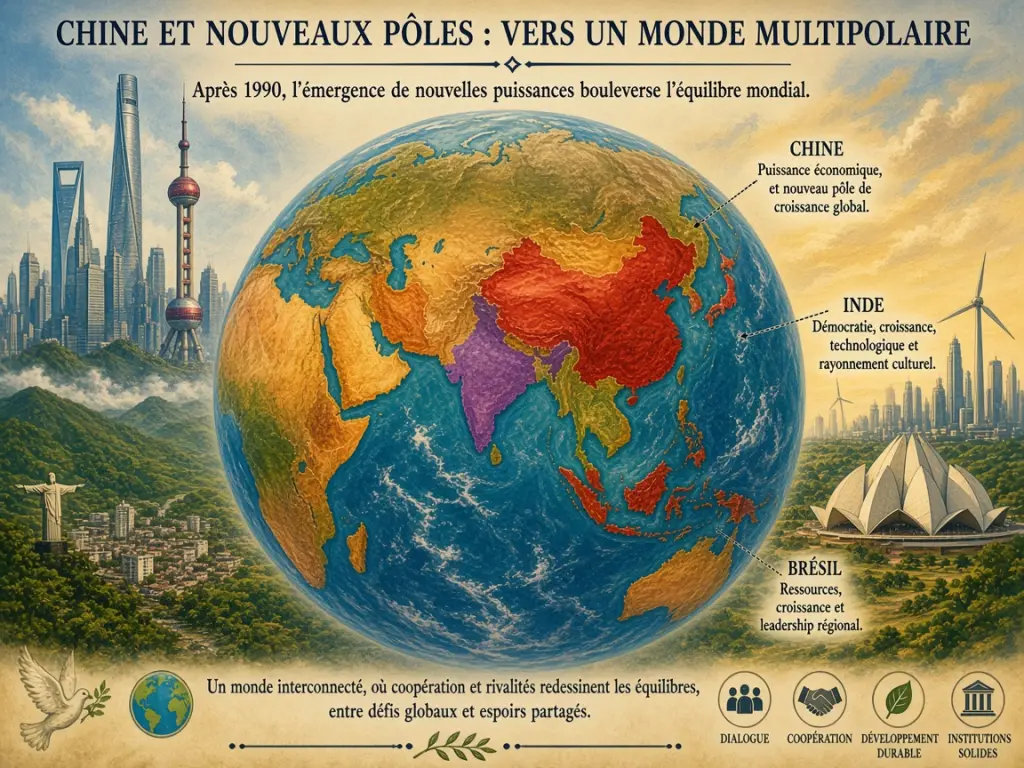 CHINE ET NOUVEAUX PÔLES : VERS UN MONDE MULTIPOLAIRE
Après 1990, l'émergence de nouvelles puissances bouleverse l'équilibre mondial.
CHINE
Puissance économique,
et nouveau pôle de
croissance global.
INDE
Démocratie, croissance,
technologique et
rayonnement culturel.
BRÉSIL
Ressources,
croissance et
leadership régional.
Un monde interconnecté, où coopération et rivalités redessinent les équilibres,
entre défis globaux et espoirs partagés.
DIALOGUE
COOPÉRATION
DÉVELOPPEMENT
DURABLE
INSTITUTIONS
SOLIDES